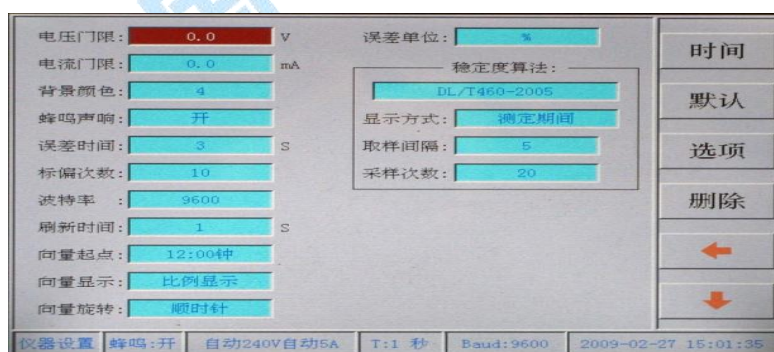 电压门限: 0.0 V
电流门限: 0.0 mA
背景颜色: 4
蜂鸣声响: 开
误差时间: 3 S
标偏次数: 10
波特率 : 9600
刷新时间: 1 S
向量起点: 12:00钟
向量显示: 比例显示
向量旋转: 顺时针
误差单位: %
稳定度算法:
DL/T460-2005
显示方式: 测定期间
取样间隔: 5
采样次数: 20
时间
默认
选项
删除
仪器设置 蜂鸣:开 自动240V自动5A T:1 秒 Baud:9600 2009-02-27 15:01:35